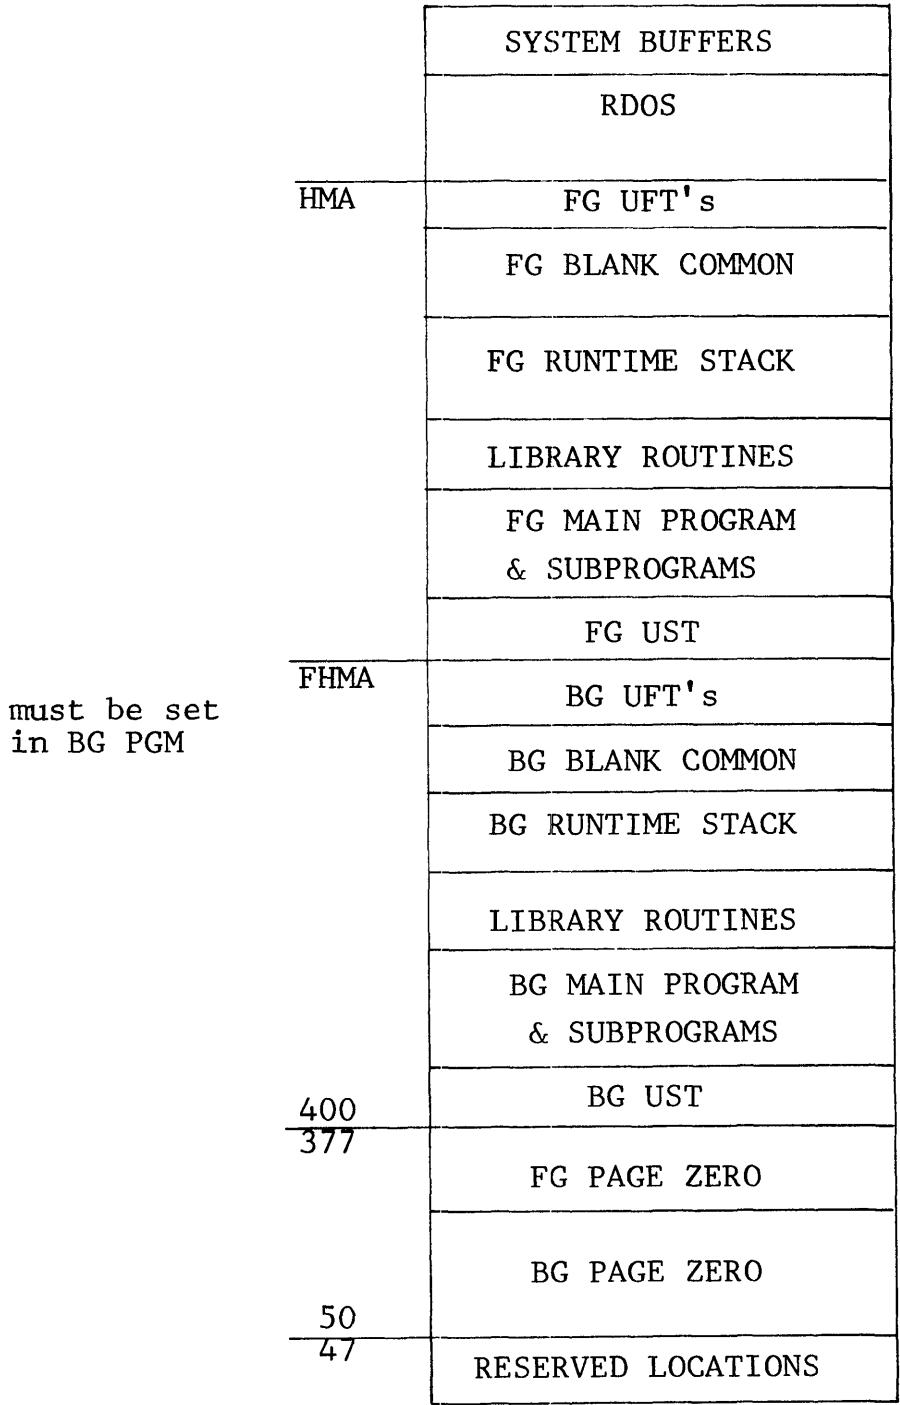 SYSTEM BUFFERS
RDOS
HMA
FG UFT's
FG BLANK COMMON
FG RUNTIME STACK
LIBRARY ROUTINES
FG MAIN PROGRAM
& SUBPROGRAMS
FG UST
FHMA
BG UFT's
must be set
in BG PGM
BG BLANK COMMON
BG RUNTIME STACK
LIBRARY ROUTINES
BG MAIN PROGRAM
& SUBPROGRAMS
BG UST
400
377
FG PAGE ZERO
BG PAGE ZERO
50
47
RESERVED LOCATIONS